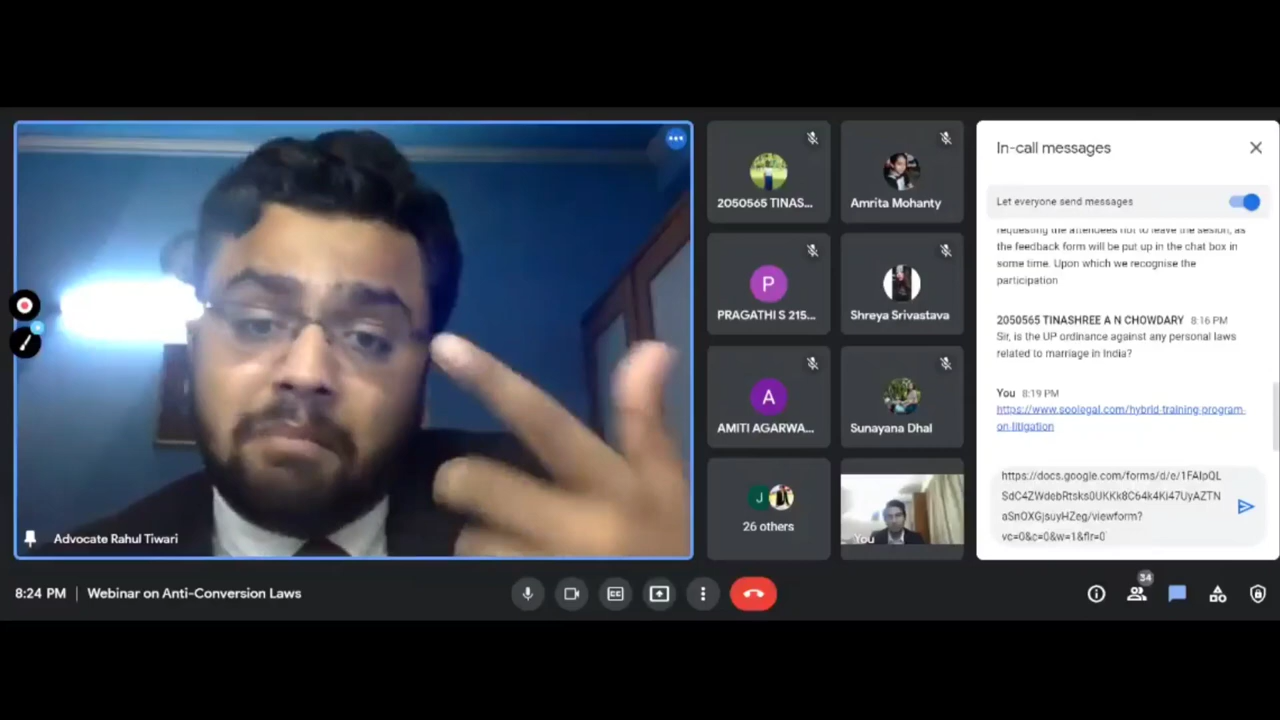 In-call messages
Let everyone send messages
requesting the attendees not to leave the sesion, as
the feedback form will be put up in the chat box in
some time. Upon which we recognise the
participation
2050565 TINASHREE A N CHOWDARY 8:16 PM
Sir, is the UP ordinance against any personal laws
related to marriage in India?
You 8:19 PM
https://www.soolegal.com/hybrid-training-program-
on-litigation
https://docs.google.com/forms/d/e/1FAIpQL
SdC4ZWdebRtsks0UKKk8C64k4Ki47UyAZTN
aSnOXGjsuyHZeg/viewform?
vc=0&c=0&w=1&flr=0
2050565 TINAS...
Amrita Mohanty
PRAGATHI S 215...
Shreya Srivastava
AMITI AGARWA...
Sunayana Dhal
26 others
You
P
A
J
Advocate Rahul Tiwari
8:24 PM | Webinar on Anti-Conversion Laws
34